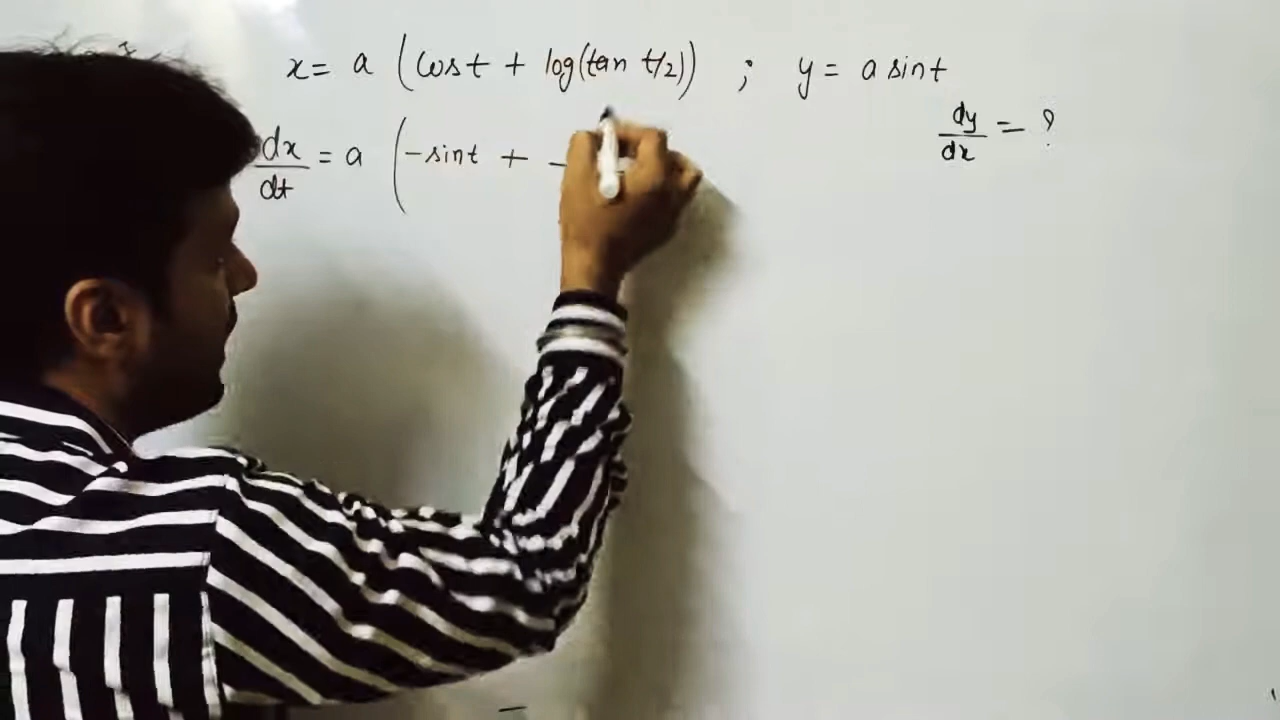 x = a (cos t + log(tan t/2)) ; y = a sin t
dy/dx = ?
dx/dt = a (-sin t +